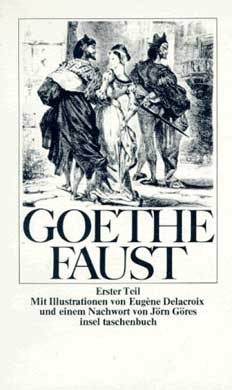 GOETHE
FAUST
Erster Teil
Mit Illustrationen von Eugène Delacroix
und einem Nachwort von Jörn Göres
insel taschenbuch